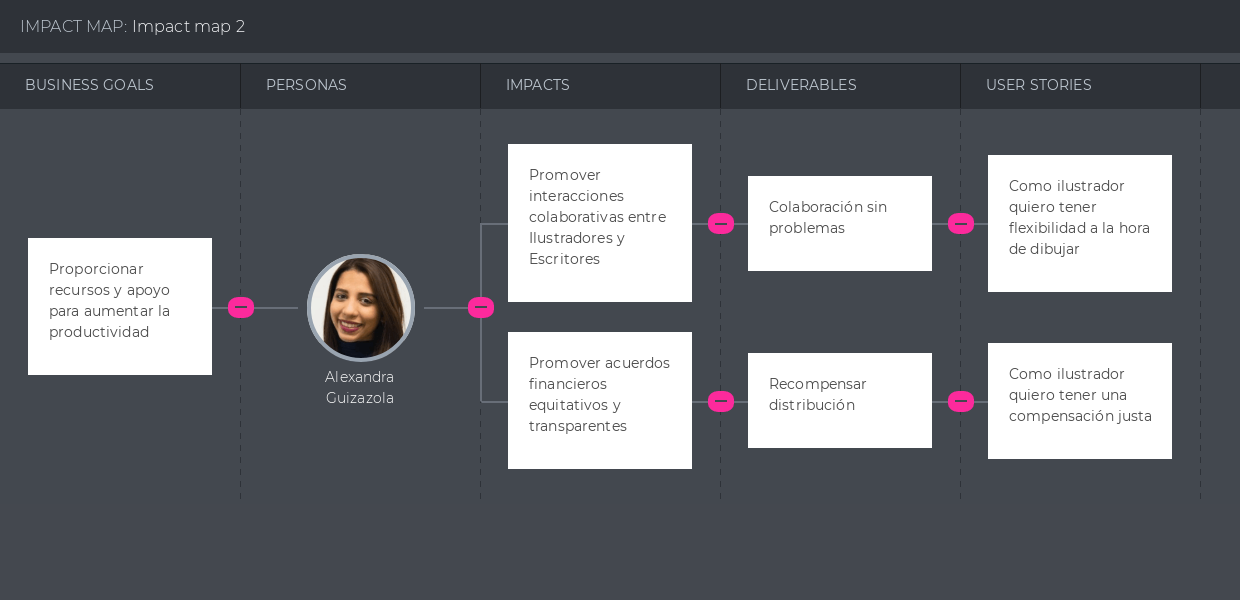 IMPACT MAP: Impact map 2
BUSINESS GOALS
PERSONAS
IMPACTS
DELIVERABLES
USER STORIES
Proporcionar
recursos y apoyo
para aumentar la
productividad
Alexandra
Guizazola
Promover
interacciones
colaborativas entre
Ilustradores y
Escritores
Colaboración sin
problemas
Como ilustrador
quiero tener
flexibilidad a la hora
de dibujar
Promover acuerdos
financieros
equitativos y
transparentes
Recompensar
distribución
Como ilustrador
quiero tener una
compensación justa